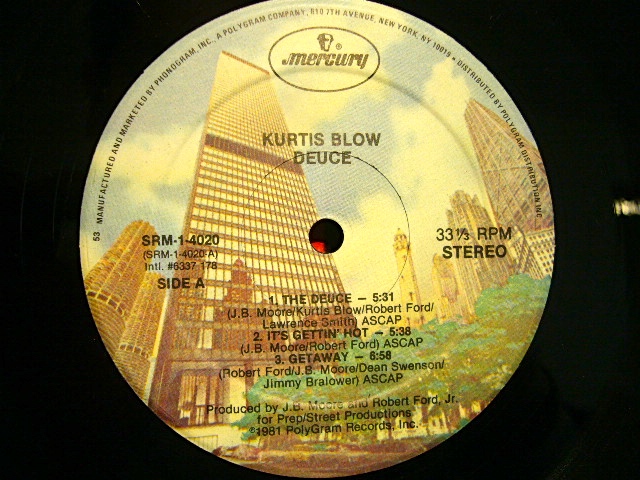 53 MANUFACTURED AND MARKETED BY PHONOGRAM, INC., A POLYGRAM COMPANY, 810 7TH AVENUE, NEW YORK, NY 10019 • DISTRIBUTED BY POLYGRAM DISTRIBUTION INC
mercury®
KURTIS BLOW
DEUCE
SRM-1-4020
(SRM-1-4020-A)
Intl. #6337-178
SIDE A
33 1/3 RPM
STEREO
1. THE DEUCE — 5:31
(J.B. Moore/Kurtis Blow/Robert Ford/
Lawrence Smith) ASCAP
2. IT'S GETTIN' HOT — 5:38
(J.B. Moore/Robert Ford) ASCAP
3. GETAWAY — 6:58
(Robert Ford/J.B. Moore/Dean Swenson/
Jimmy Bralower) ASCAP
Produced by J.B. Moore and Robert Ford, Jr.
for Prep/Street Productions
©1981 PolyGram Records, Inc.